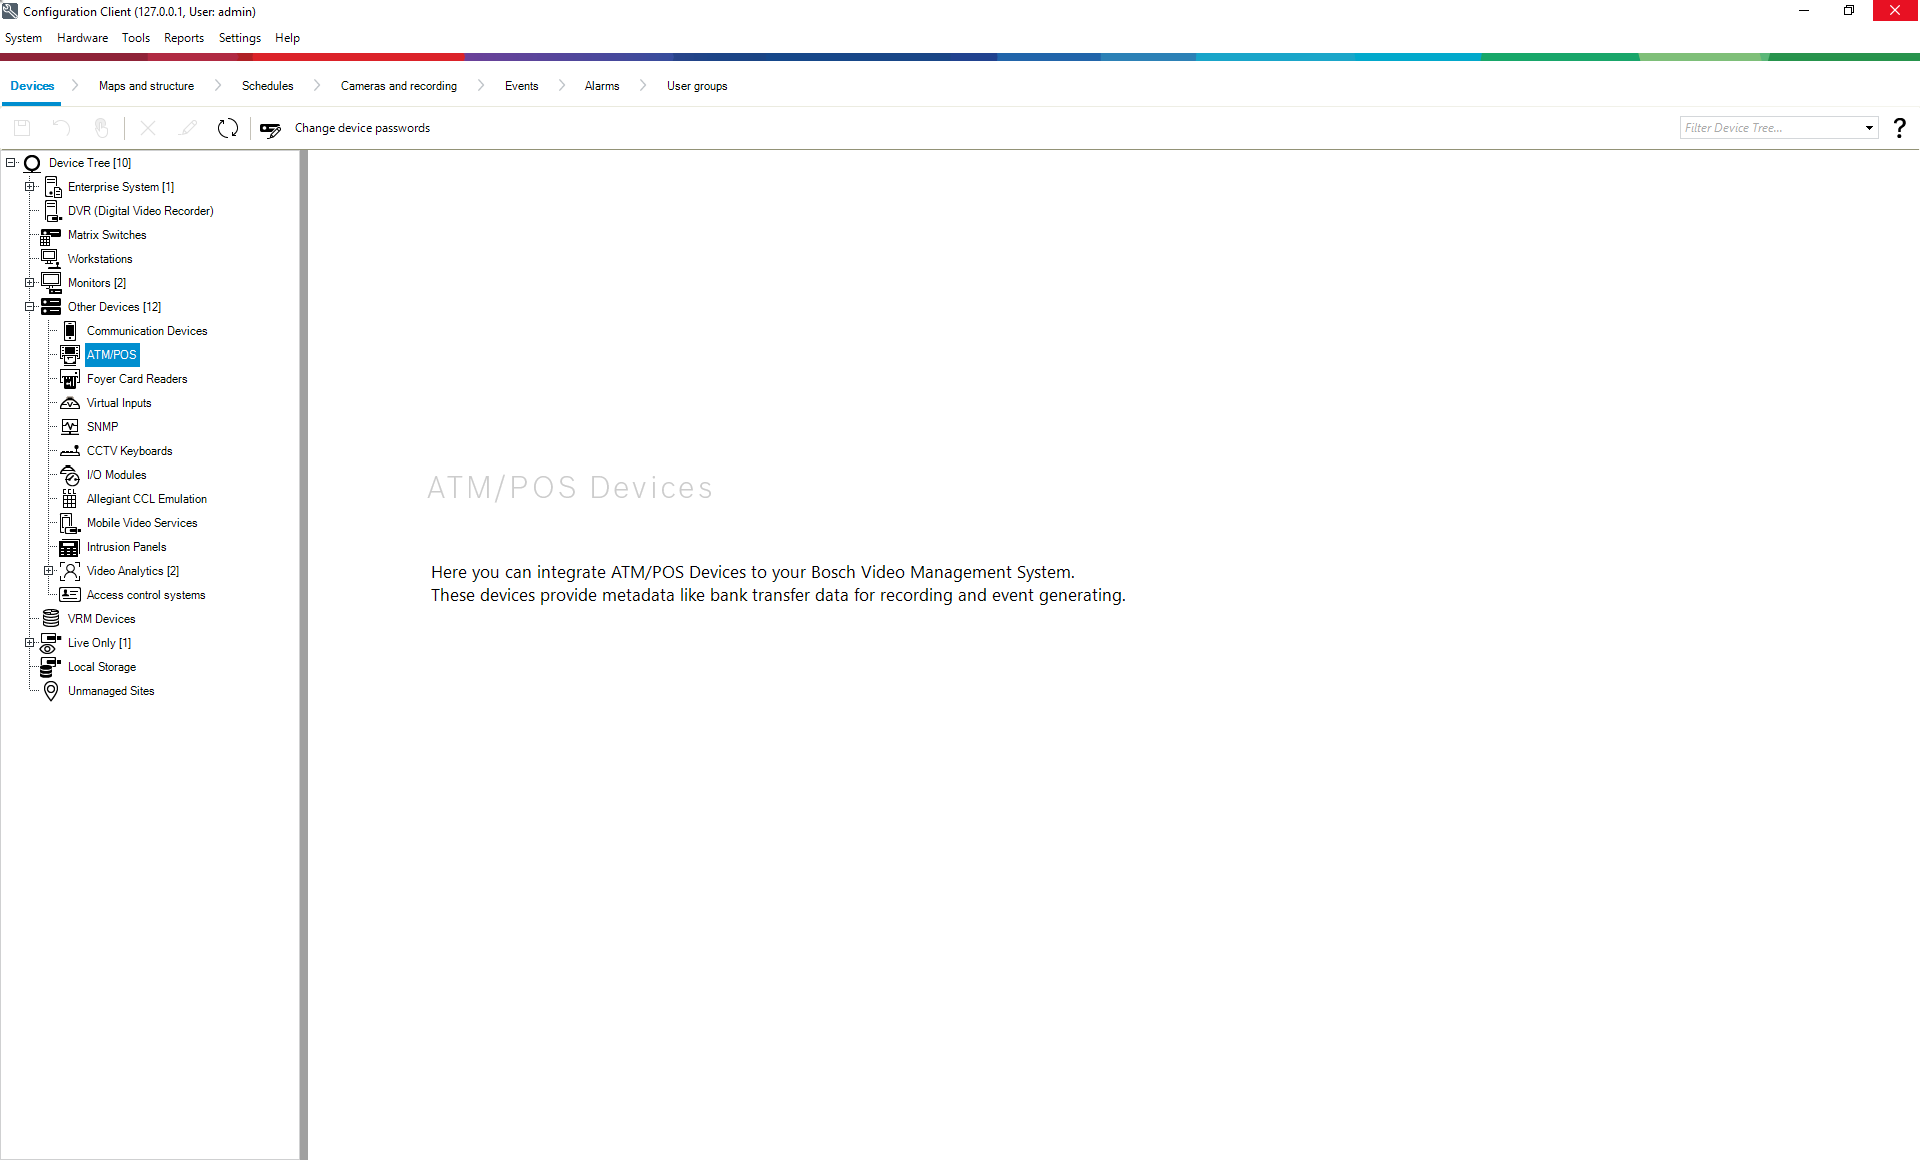 Configuration Client (127.0.0.1, User: admin)
System Hardware Tools Reports Settings Help
Devices Maps and structure Schedules Cameras and recording Events Alarms User groups
Change device passwords Filter Device Tree... ?
Device Tree [10]
Enterprise System [1]
DVR (Digital Video Recorder)
Matrix Switches
Workstations
Monitors [2]
Other Devices [12]
Communication Devices
ATM/POS
Foyer Card Readers
Virtual Inputs
SNMP
CCTV Keyboards
I/O Modules
CCL
Allegiant CCL Emulation
Mobile Video Services
Intrusion Panels
Video Analytics [2]
Access control systems
VRM Devices
Live Only [1]
Local Storage
Unmanaged Sites
ATM/POS Devices
Here you can integrate ATM/POS Devices to your Bosch Video Management System.
These devices provide metadata like bank transfer data for recording and event generating.